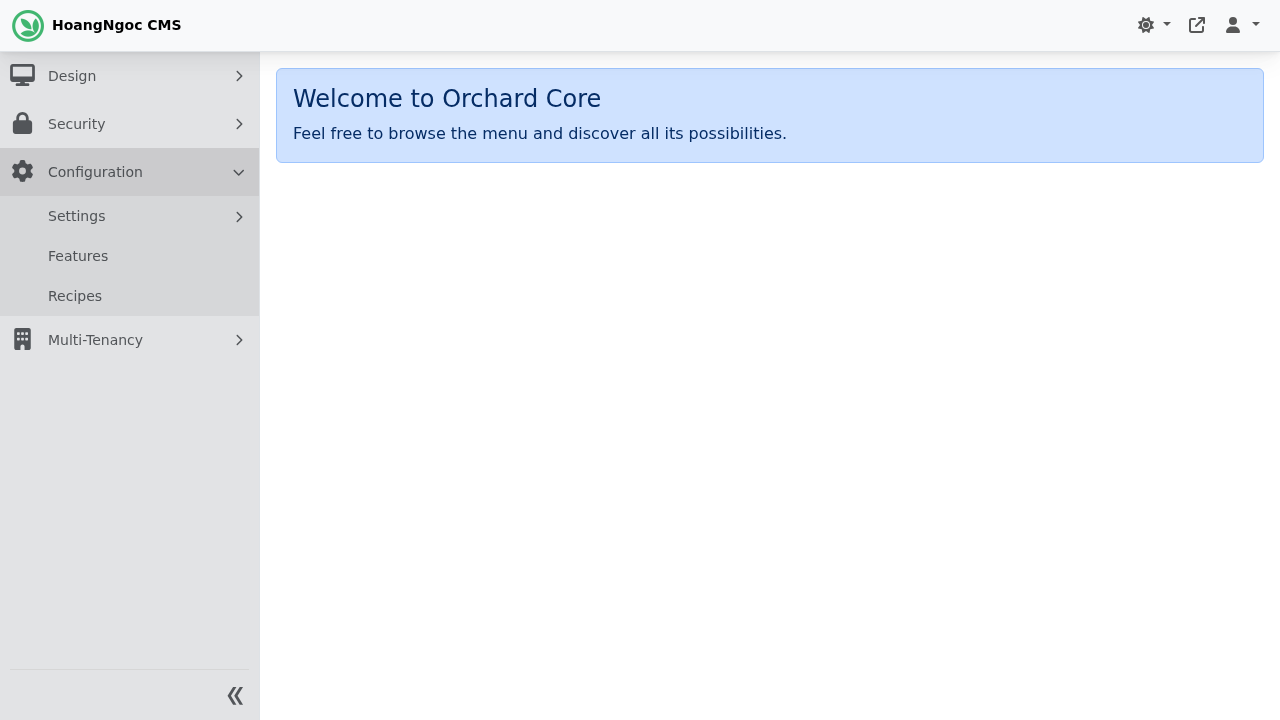 HoangNgoc CMS
Design
Security
Configuration
Settings
Features
Recipes
Multi-Tenancy
Welcome to Orchard Core
Feel free to browse the menu and discover all its possibilities.